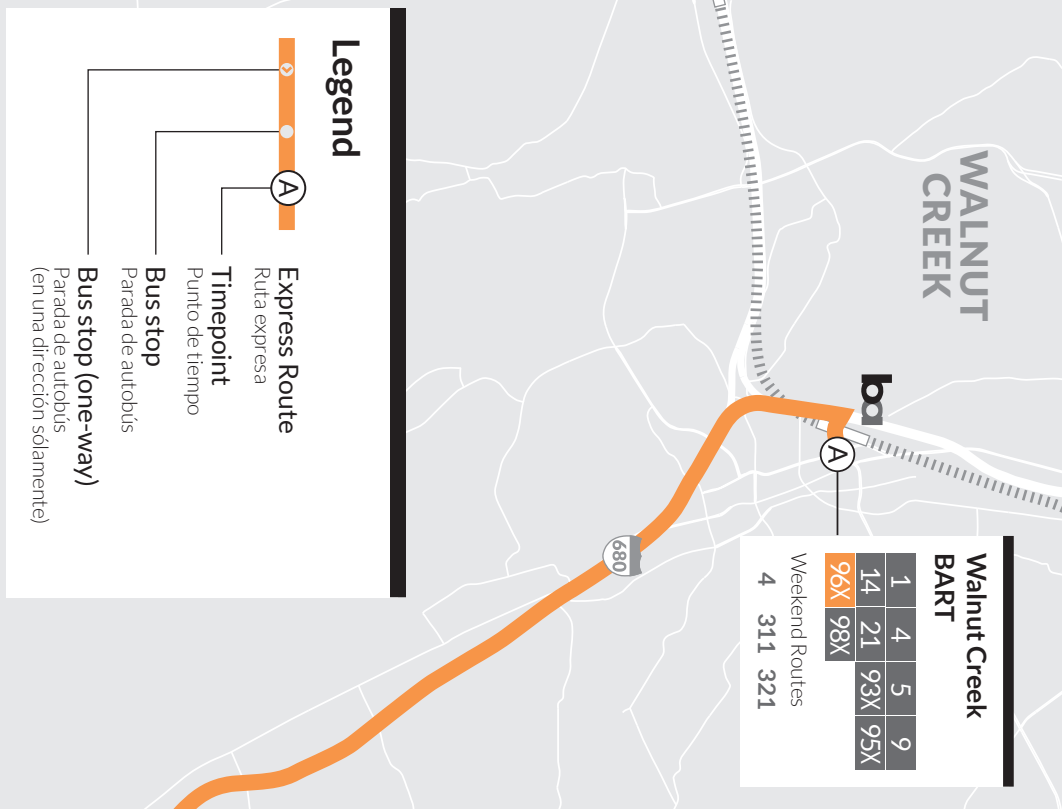 WALNUT
CREEK
ba
A
Walnut Creek
BART
1 4 5 9
14 21 93X 95X
96X 98X
Weekend Routes
4 311 321
680
Legend
A
Express Route
Ruta expresa
Timepoint
Punto de tiempo
Bus stop
Parada de autobús
Bus stop (one-way)
Parada de autobús
(en una dirección sólamente)